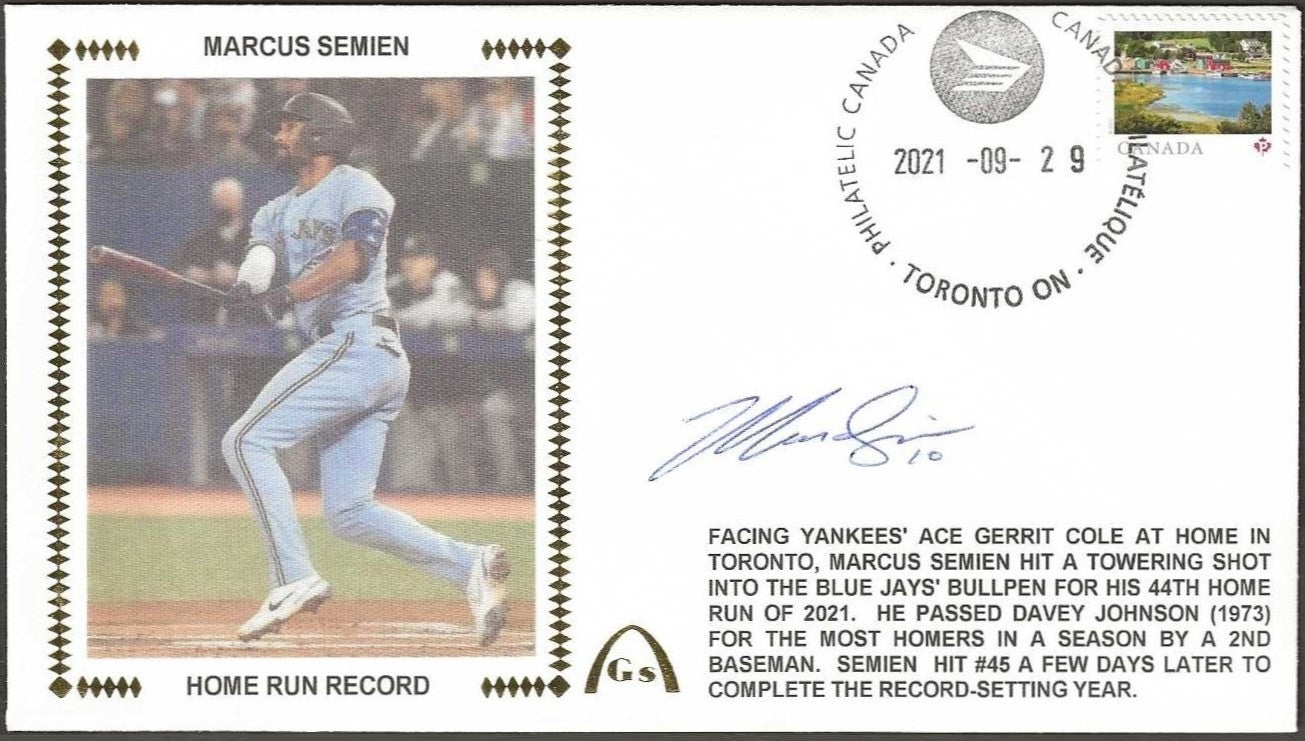 MARCUS SEMIEN
JAYS
HOME RUN RECORD
PHILATELIC CANADA
CANADA PHILATÉLIQUE
2021 -09- 29
· TORONTO ON ·
CANADA
P
10
Gs
FACING YANKEES' ACE GERRIT COLE AT HOME IN
TORONTO, MARCUS SEMIEN HIT A TOWERING SHOT
INTO THE BLUE JAYS' BULLPEN FOR HIS 44TH HOME
RUN OF 2021. HE PASSED DAVEY JOHNSON (1973)
FOR THE MOST HOMERS IN A SEASON BY A 2ND
BASEMAN. SEMIEN HIT #45 A FEW DAYS LATER TO
COMPLETE THE RECORD-SETTING YEAR.